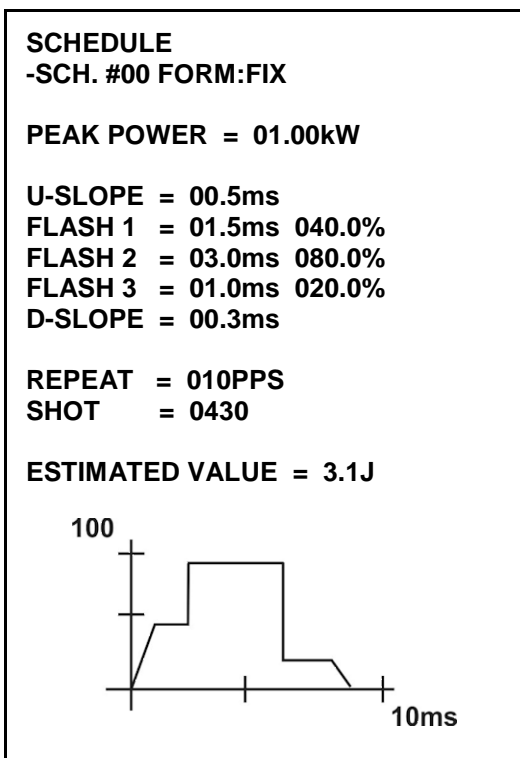 SCHEDULE
-SCH. #00 FORM:FIX
PEAK POWER = 01.00kW
U-SLOPE = 00.5ms
FLASH 1 = 01.5ms 040.0%
FLASH 2 = 03.0ms 080.0%
FLASH 3 = 01.0ms 020.0%
D-SLOPE = 00.3ms
REPEAT = 010PPS
SHOT = 0430
ESTIMATED VALUE = 3.1J
100
10ms